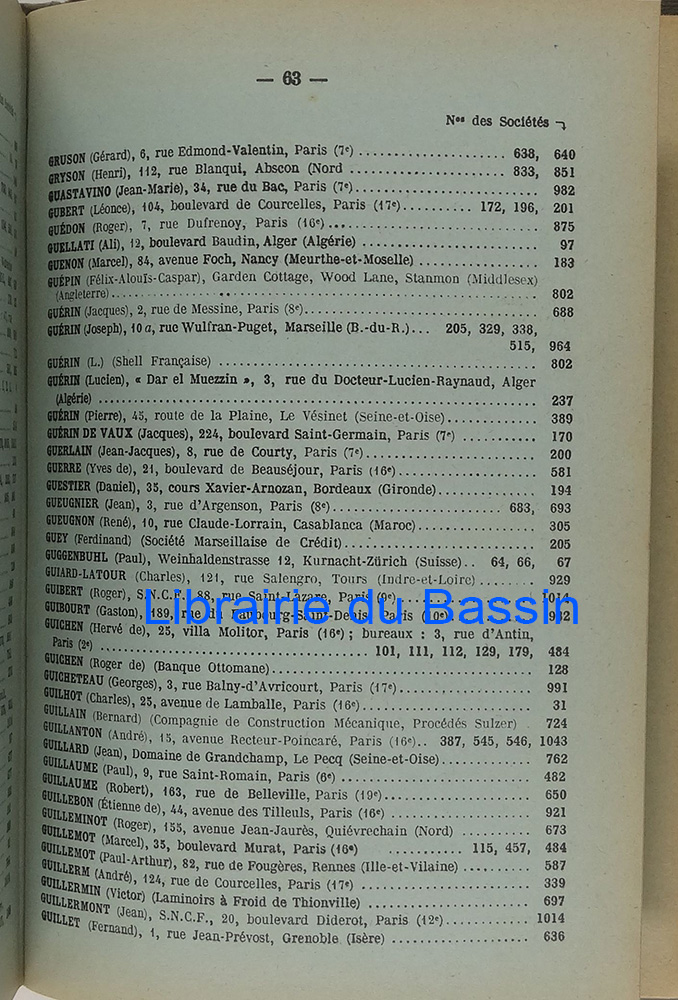 — 63 —
Nos des Sociétés
GRUSON (Gérard), 6, rue Edmond-Valentin, Paris (7e) .................... 638, 640
GRYSON (Henri), 112, rue Blanqui, Abscon (Nord ....................... 833, 851
GUASTAVINO (Jean-Marie), 34, rue du Bac, Paris (7e)......................... 982
GUBERT (Léonce), 104, boulevard de Courcelles, Paris (17e).......... 172, 196, 201
GUÉDON (Roger), 7, rue Dufrenoy, Paris (16e)............................... 875
GUELLATI (Ali), 12, boulevard Baudin, Alger (Algérie) ........................ 97
GUENON (Marcel), 84, avenue Foch, Nancy (Meurthe-et-Moselle) ................. 183
GUÉPIN (Félix-Alouïs-Caspar), Garden Cottage, Wood Lane, Stanmon (Middlesex)
(Angleterre)............................................................ 802
GUÉRIN (Jacques), 2, rue de Messine, Paris (8e)............................... 688
GUÉRIN (Joseph), 10 a, rue Wulfran-Puget, Marseille (B.-du-R.)... 205, 329, 338,
515, 964
GUÉRIN (L.) (Shell Française) ............................................ 802
GUÉRIN (Lucien), « Dar el Muezzin », 3, rue du Docteur-Lucien-Raynaud, Alger
(Algérie) ............................................................ 237
GUÉRIN (Pierre), 45, route de la Plaine, Le Vésinet (Seine-et-Oise)............. 389
GUÉRIN DE VAUX (Jacques), 224, boulevard Saint-Germain, Paris (7e) ........... 170
GUERLAIN (Jean-Jacques), 8, rue de Courty, Paris (7e)........................ 200
GUERRE (Yves de), 21, boulevard de Beauséjour, Paris (16e).................... 581
GUESTIER (Daniel), 35, cours Xavier-Arnozan, Bordeaux (Gironde).............. 194
GUEUGNIER (Jean), 3, rue d'Argenson, Paris (8e)........................ 683, 693
GUEUGNON (René), 10, rue Claude-Lorrain, Casablanca (Maroc)................. 305
GUEY (Ferdinand) (Société Marseillaise de Crédit)............................ 205
GUGGENBUHL (Paul), Weinhaldenstrasse 12, Kurnacht-Zürich (Suisse).. 64, 66, 67
GUIARD-LATOUR (Charles), 121, rue Salengro, Tours (Indre-et-Loire) ........ 929
GUIBERT (Roger), S.N.C.F., 88, rue Saint-Lazare, Paris (9e)................... 1014
GUIBOURT (Gaston), 189, rue du Faubourg-Saint-Denis, Paris (10e)............. 932
Librairie du Bassin
GUICHEN (Hervé de), 25, villa Molitor, Paris (16e) ; bureaux : 3, rue d'Antin,
Paris (2e) ..................................... 101, 111, 112, 129, 179, 484
GUICHEN (Roger de) (Banque Ottomane)..................................... 128
GUICHETEAU (Georges), 3, rue Balny-d'Avricourt, Paris (17e)................... 991
GUILHOT (Charles), 25, avenue de Lamballe, Paris (16e)........................ 31
GUILLAIN (Bernard) (Compagnie de Construction Mécanique, Procédés Sulzer) 724
GUILLANTON (André), 15, avenue Recteur-Poincaré, Paris (16e).. 387, 545, 546, 1043
GUILLARD (Jean), Domaine de Grandchamp, Le Pecq (Seine-et-Oise)............. 762
GUILLAUME (Paul), 9, rue Saint-Romain, Paris (6e) ........................... 482
GUILLAUME (Robert), 163, rue de Belleville, Paris (19e)........................ 650
GUILLEBON (Étienne de), 44, avenue des Tilleuls, Paris (16e) ................... 921
GUILLEMINOT (Roger), 155, avenue Jean-Jaurès, Quiévrechain (Nord) ........... 673
GUILLEMOT (Marcel), 35, boulevard Murat, Paris (16e) ........... 115, 457, 484
GUILLEMOT (Paul-Arthur), 82, rue de Fougères, Rennes (Ille-et-Vilaine) .......... 587
GUILLERM (André), 124, rue de Courcelles, Paris (17e) ........................ 339
GUILLERMIN (Victor) (Laminoirs à Froid de Thionville) ........................ 697
GUILLERMONT (Jean), S.N.C.F., 20, boulevard Diderot, Paris (12e)............ 1014
GUILLET (Fernand), 1, rue Jean-Prévost, Grenoble (Isère) ..................... 636